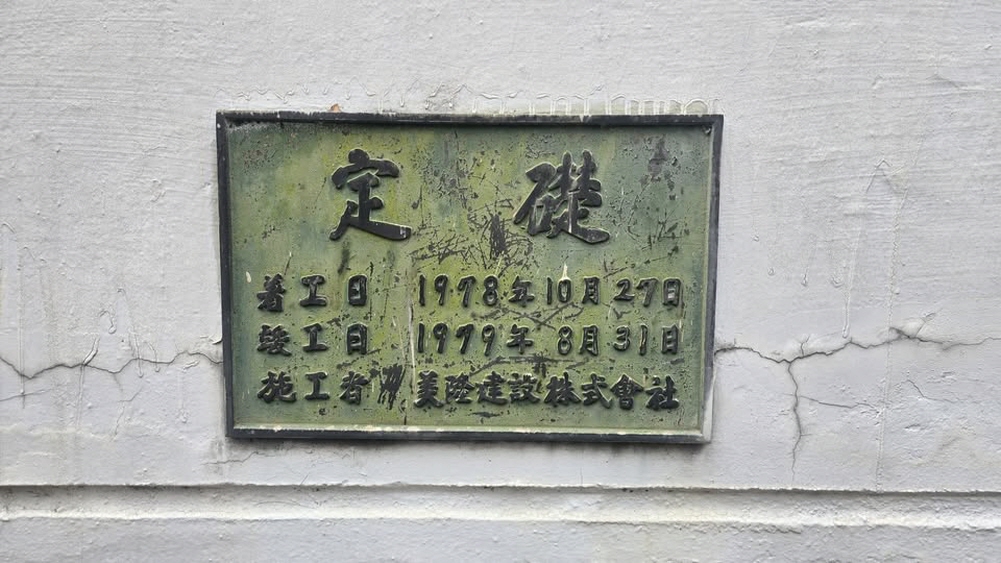 定礎
着工日 1978年10月27日
竣工日 1979年 8月31日
施工者 美隆建設株式會社